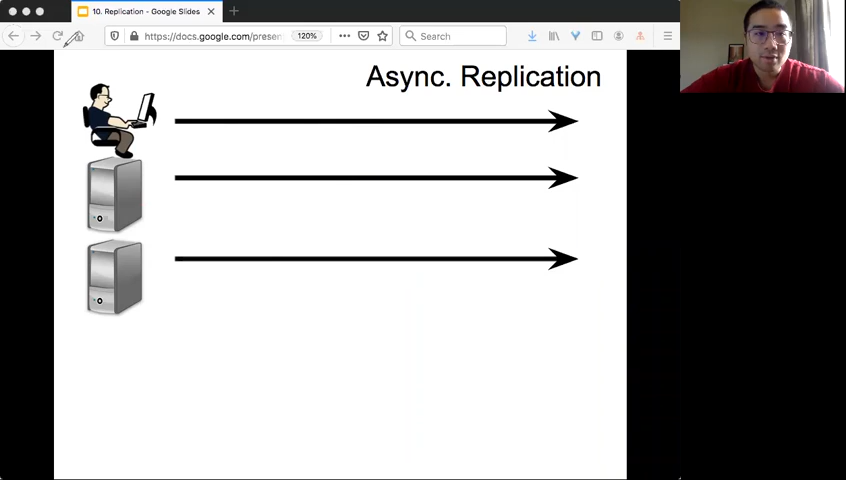 10. Replication - Google Slides
https://docs.google.com/presen
120%
Search
Async. Replication